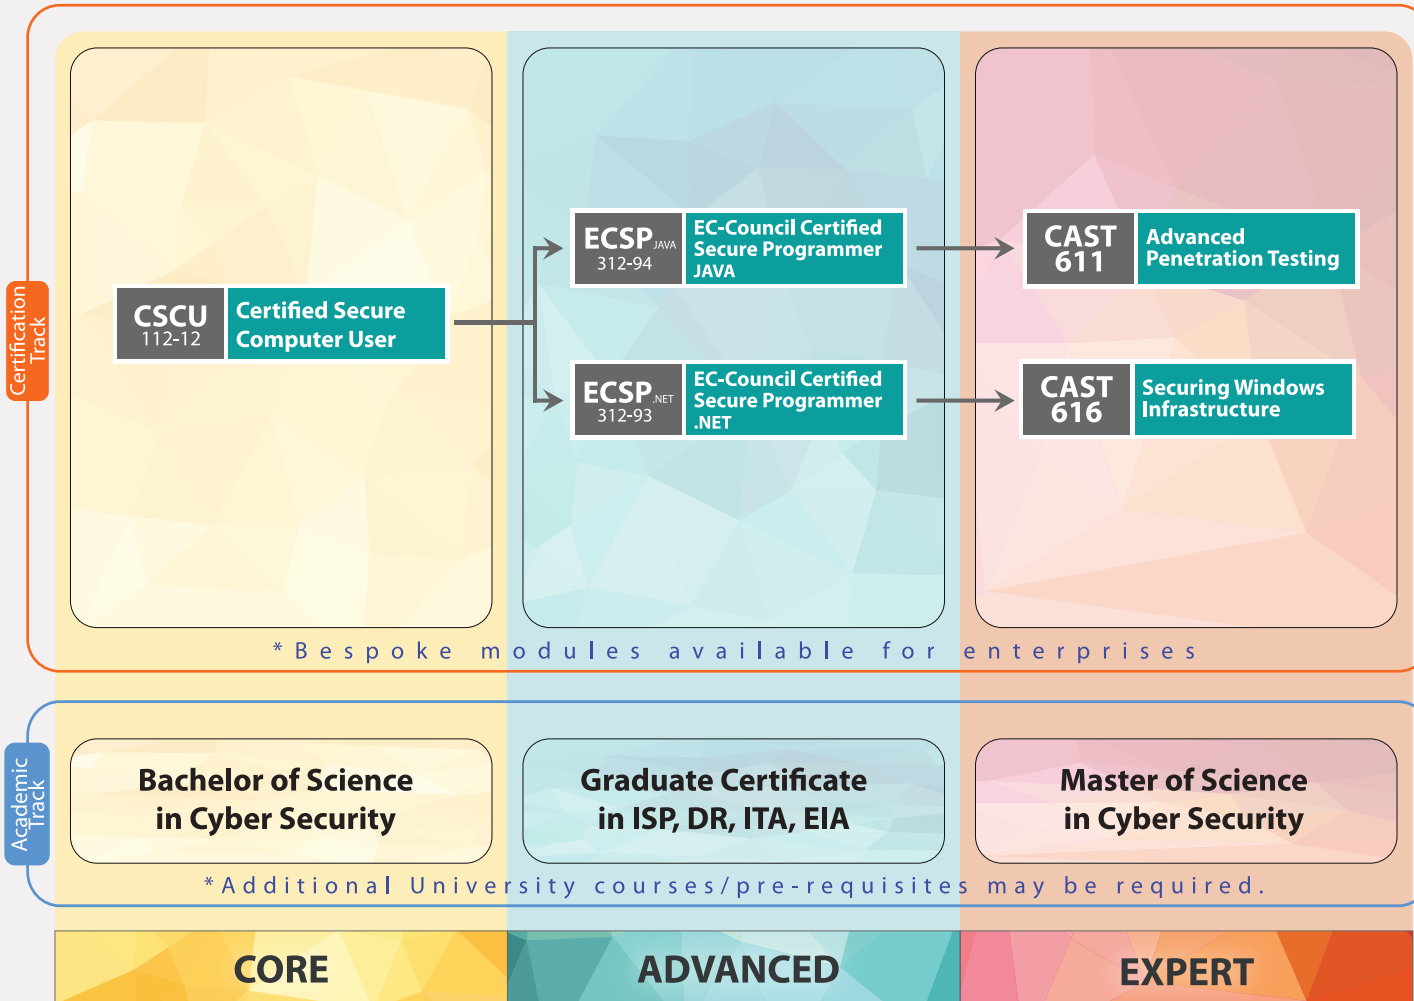 Certification
Track
CSCU
112-12
Certified Secure
Computer User
ECSP JAVA
312-94
EC-Council Certified
Secure Programmer
JAVA
ECSP .NET
312-93
EC-Council Certified
Secure Programmer
.NET
CAST
611
Advanced
Penetration Testing
CAST
616
Securing Windows
Infrastructure
*Bespoke modules available for enterprises
Academic
Track
Bachelor of Science
in Cyber Security
Graduate Certificate
in ISP, DR, ITA, EIA
Master of Science
in Cyber Security
*Additional University courses/pre-requisites may be required.
CORE
ADVANCED
EXPERT